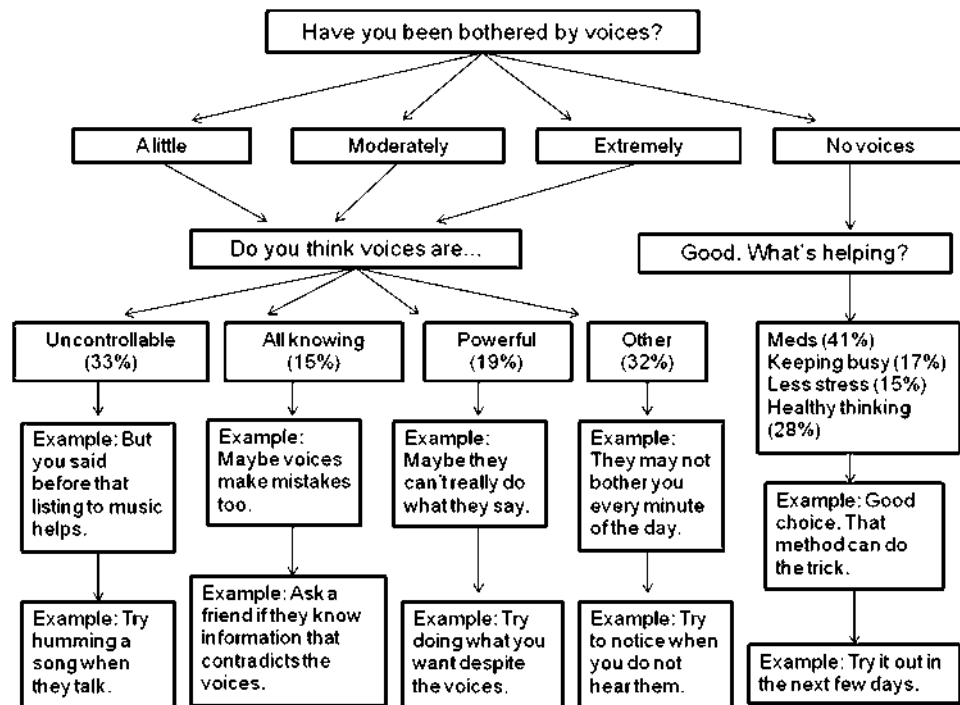 Have you been bothered by voices?
A little
Moderately
Extremely
No voices
Do you think voices are...
Good. What's helping?
Uncontrollable
(33%)
All knowing
(15%)
Powerful
(19%)
Other
(32%)
Meds (41%)
Keeping busy (17%)
Less stress (15%)
Healthy thinking
(28%)
Example: But
you said
before that
listing to music
helps.
Example:
Maybe voices
make mistakes
too.
Example:
Maybe they
can't really do
what they say.
Example:
They may not
bother you
every minute
of the day.
Example: Good
choice. That
method can do
the trick.
Example: Try
humming a
song when
they talk.
Example: Ask a
friend if they know
information that
contradicts the
voices.
Example: Try
doing what you
want despite
the voices.
Example: Try
to notice when
you do not
hear them.
Example: Try it out in
the next few days.